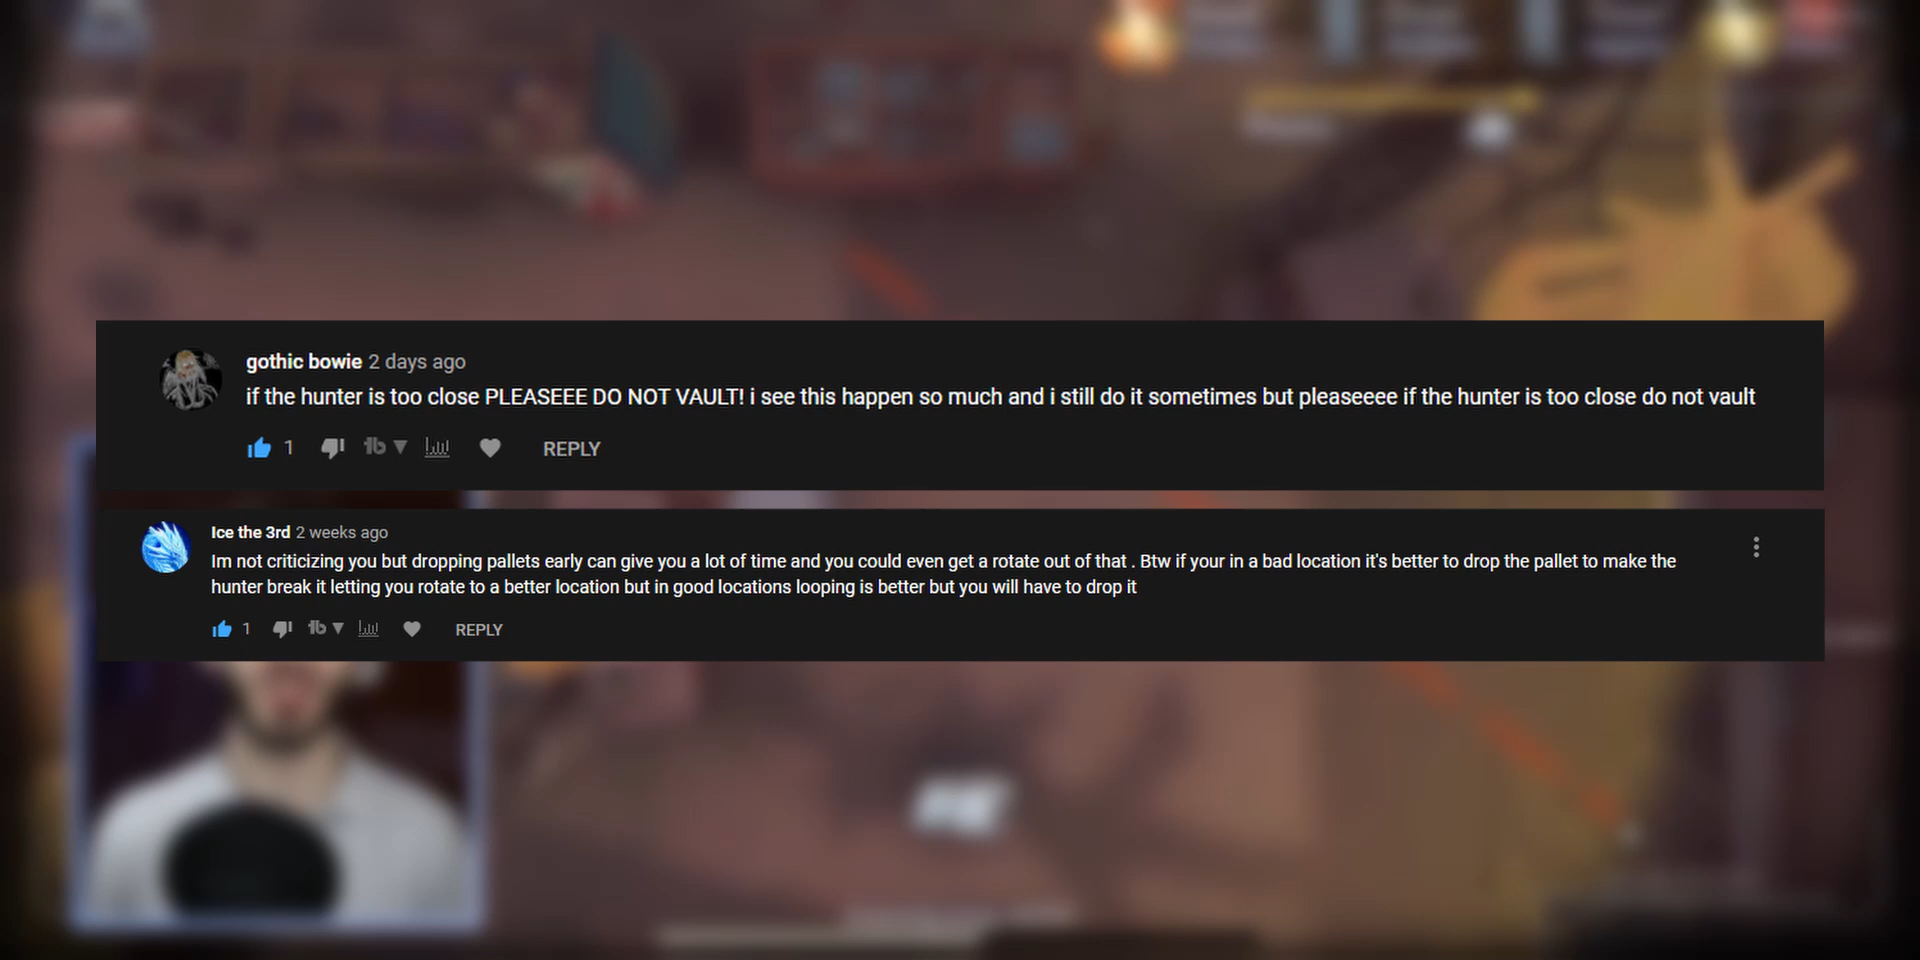 gothic bowie 2 days ago
if the hunter is too close PLEASEEE DO NOT VAULT! i see this happen so much and i still do it sometimes but pleaseeee if the hunter is too close do not vault
1 REPLY
Ice the 3rd 2 weeks ago
Im not criticizing you but dropping pallets early can give you a lot of time and you could even get a rotate out of that . Btw if your in a bad location it's better to drop the pallet to make the
hunter break it letting you rotate to a better location but in good locations looping is better but you will have to drop it
1 REPLY